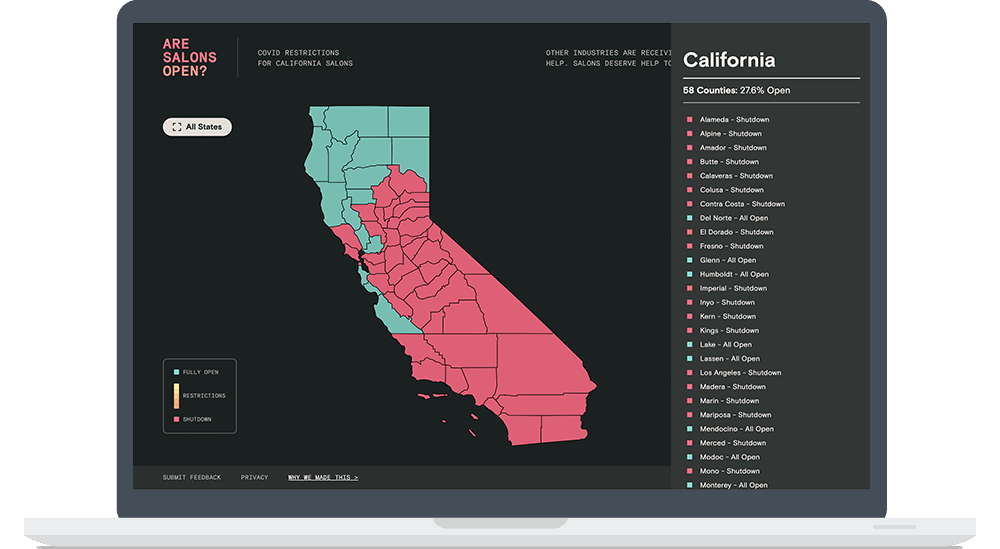 ARE
SALONS
OPEN?
COVID RESTRICTIONS
FOR CALIFORNIA SALONS
OTHER INDUSTRIES ARE RECEIVI
HELP. SALONS DESERVE HELP TO
All States
FULLY OPEN
RESTRICTIONS
SHUTDOWN
SUBMIT FEEDBACK
PRIVACY
WHY WE MADE THIS >
California
58 Counties: 27.6% Open
Alameda - Shutdown
Alpine - Shutdown
Amador - Shutdown
Butte - Shutdown
Calaveras - Shutdown
Colusa - Shutdown
Contra Costa - Shutdown
Del Norte - All Open
El Dorado - Shutdown
Fresno - Shutdown
Glenn - All Open
Humboldt - All Open
Imperial - Shutdown
Inyo - Shutdown
Kern - Shutdown
Kings - Shutdown
Lake - All Open
Lassen - All Open
Los Angeles - Shutdown
Madera - Shutdown
Marin - Shutdown
Mariposa - Shutdown
Mendocino - All Open
Merced - Shutdown
Modoc - All Open
Mono - Shutdown
Monterey - All Open